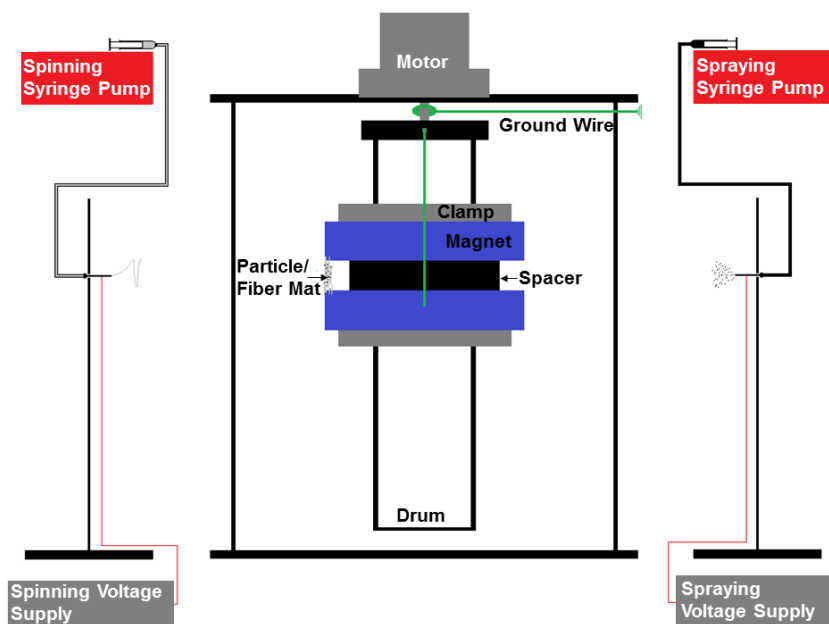 Motor
Spinning
Syringe Pump
Spraying
Syringe Pump
Ground Wire
Clamp
Magnet
Particle/
Fiber Mat
Spacer
Drum
Spinning Voltage
Supply
Spraying
Voltage Supply